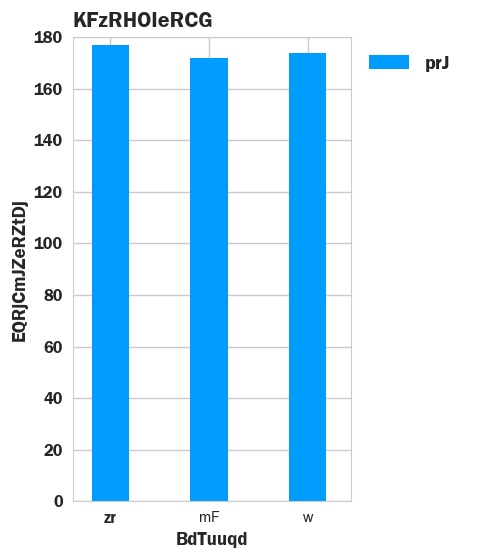 KFzRHOIeRCG
prJ
EQRjCmJZeRZtDJ
180
160
140
120
100
80
60
40
20
0
zr
mF
w
BdTuuqd